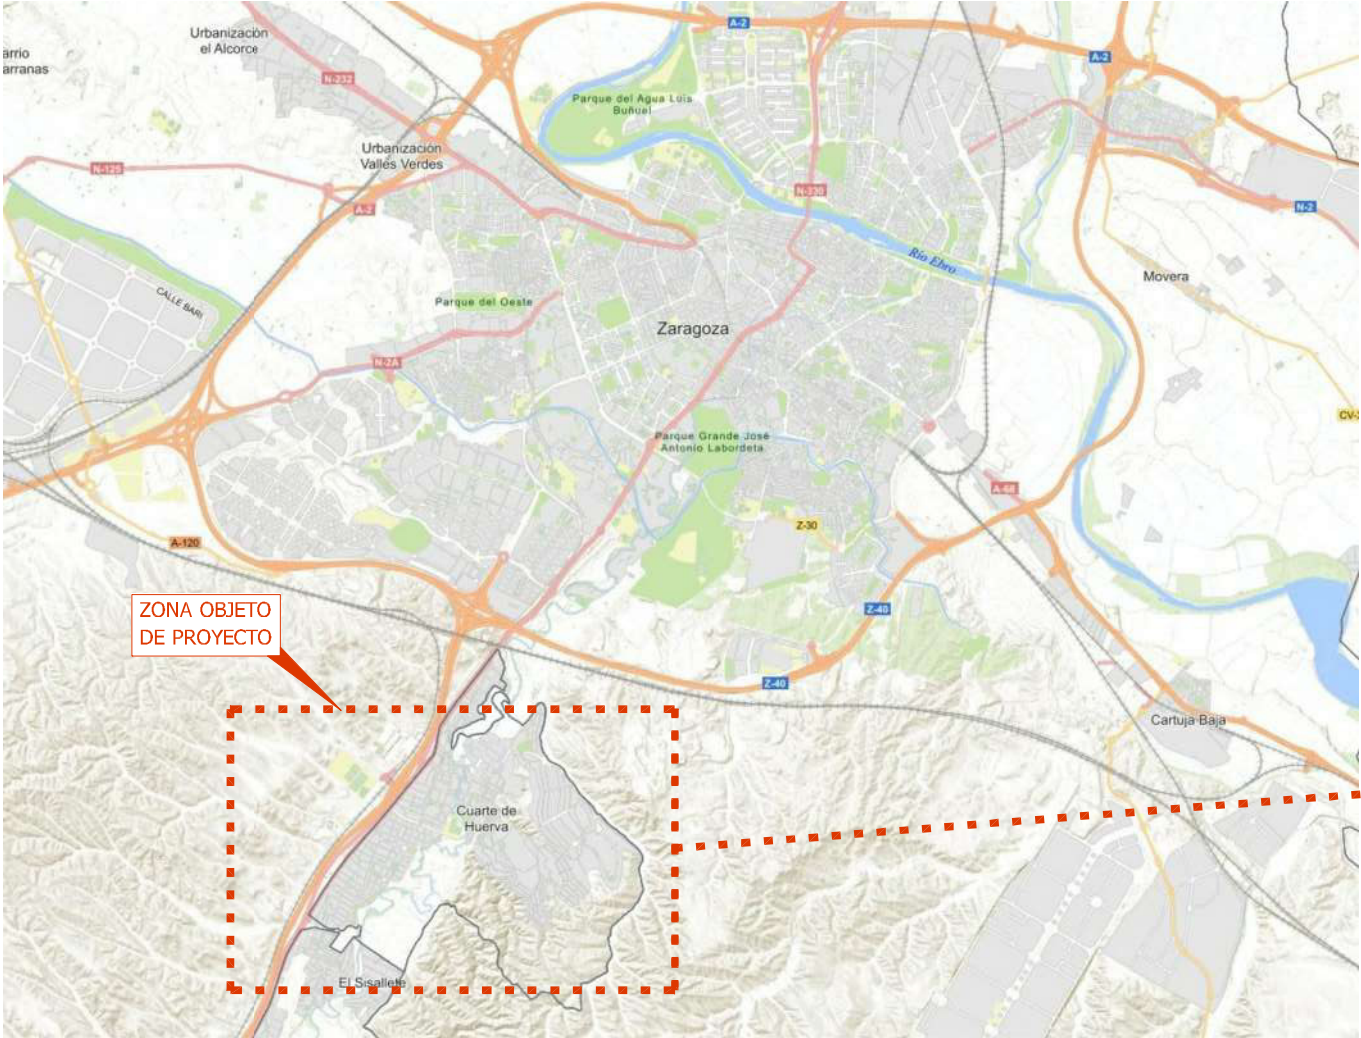 Urbanización
el Alcorce
A-2
A-2
arrio
arranas
N-232
Parque del Agua Luis
Buñuel
Urbanización
Valles Verdes
N-125
N-330
A-2
N-2
Río Ebro
Movera
CALLE BARI
Parque del Oeste
Zaragoza
N-2A
CV-
Parque Grande José
Antonio Labordeta
A-68
Z-30
A-120
ZONA OBJETO
DE PROYECTO
Z-40
Z-40
Cartuja Baja
Cuarte de
Huerva
El Sisallete